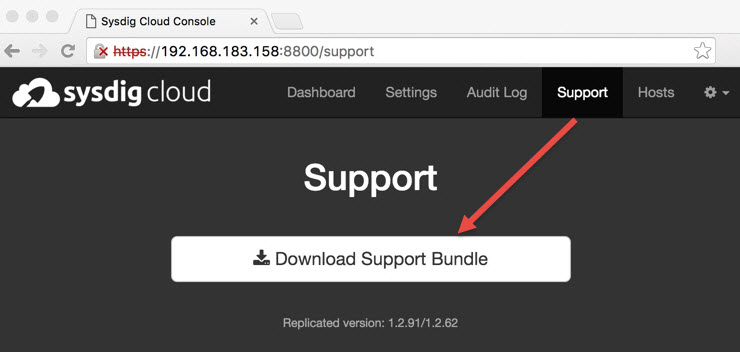 Sysdig Cloud Console
https://192.168.183.158:8800/support
sysdig cloud Dashboard Settings Audit Log Support Hosts
Support
Download Support Bundle
Replicated version: 1.2.91/1.2.62